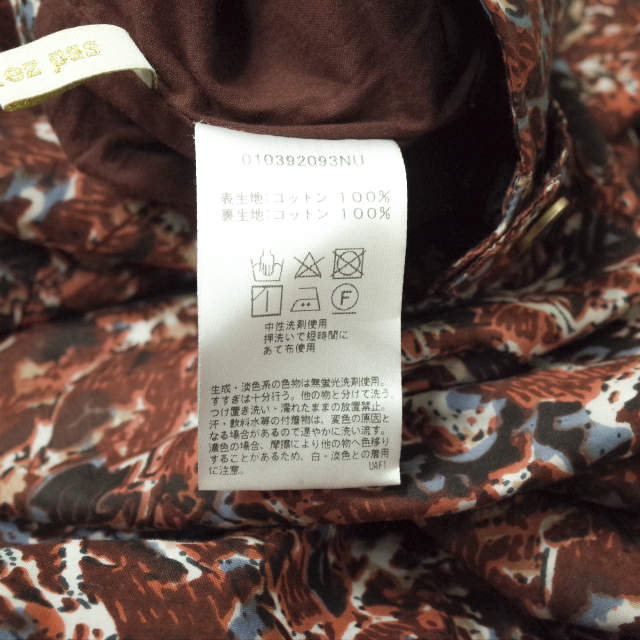 ez pas
010392093NU
表生地:コットン 100%
裏生地:コットン 100%
F
中性洗剤使用
押洗いで短時間に
あて布使用
生成・淡色系の色物は無蛍光洗剤使用。
すすぎは十分行う。他の物と分けて洗う。
つけ置き洗い・濡れたままの放置禁止。
汗・飲料水等の付着物は、変色の原因と
なる場合があるので速やかに洗い流す。
濃色の場合、摩擦により他の物へ色移り
することがあるため、白・淡色との着用
に注意。
UAF1